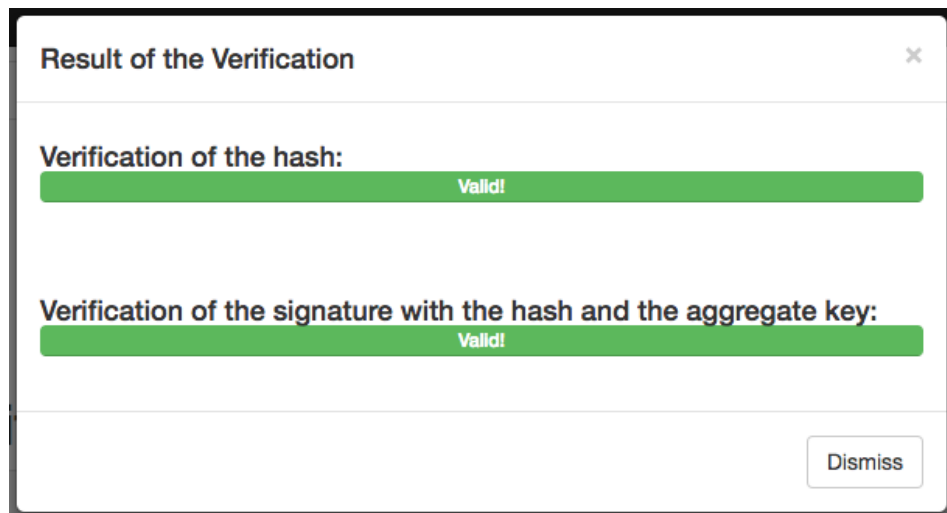 Result of the Verification
×
Verification of the hash:
Valid!
Verification of the signature with the hash and the aggregate key:
Valid!
Dismiss